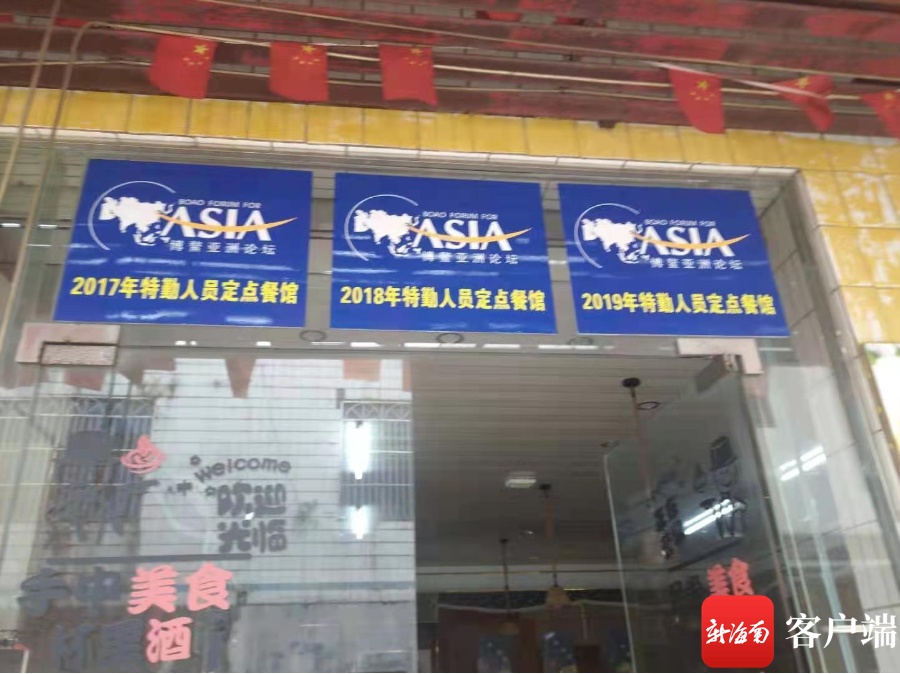 BOAO FORUM FOR
ASIA
博鳌亚洲论坛
2017年特勤人员定点餐馆
BOAO FORUM FOR
ASIA
博鳌亚洲论坛
2018年特勤人员定点餐馆
BOAO FORUM FOR
ASIA
博鳌亚洲论坛
2019年特勤人员定点餐馆
Welcome
欢迎
光临
美食
酒
美食
新海南
客户端